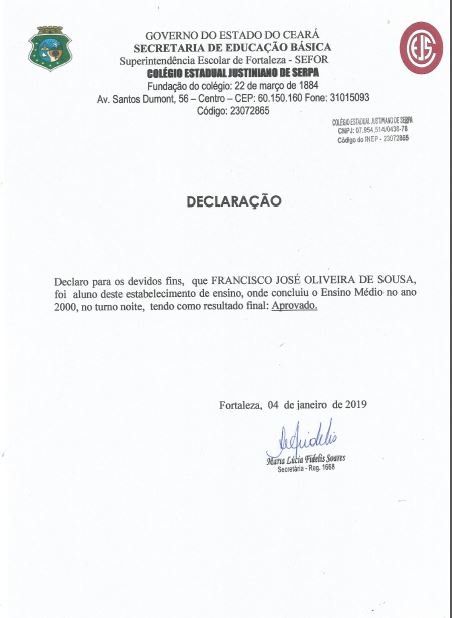 GOVERNO DO ESTADO DO CEARÁ
SECRETARIA DE EDUCAÇÃO BÁSICA
Superintendência Escolar de Fortaleza - SEFOR
COLÉGIO ESTADUAL JUSTINIANO DE SERPA
Fundação do colégio: 22 de março de 1884
Av. Santos Dumont, 56 – Centro – CEP: 60.150.160 Fone: 31015093
Código: 23072865
COLÉGIO ESTADUAL JUSTINIANO DE SERPA
CNPJ: 07.954.514/0438-78
Código do INEP - 23072865
DECLARAÇÃO
Declaro para os devidos fins, que FRANCISCO JOSÉ OLIVEIRA DE SOUSA,
foi aluno deste estabelecimento de ensino, onde concluiu o Ensino Médio no ano
2000, no turno noite, tendo como resultado final: Aprovado.
Fortaleza, 04 de janeiro de 2019
Maria Lúcia Fidelis Soares
Secretária - Reg. 1668